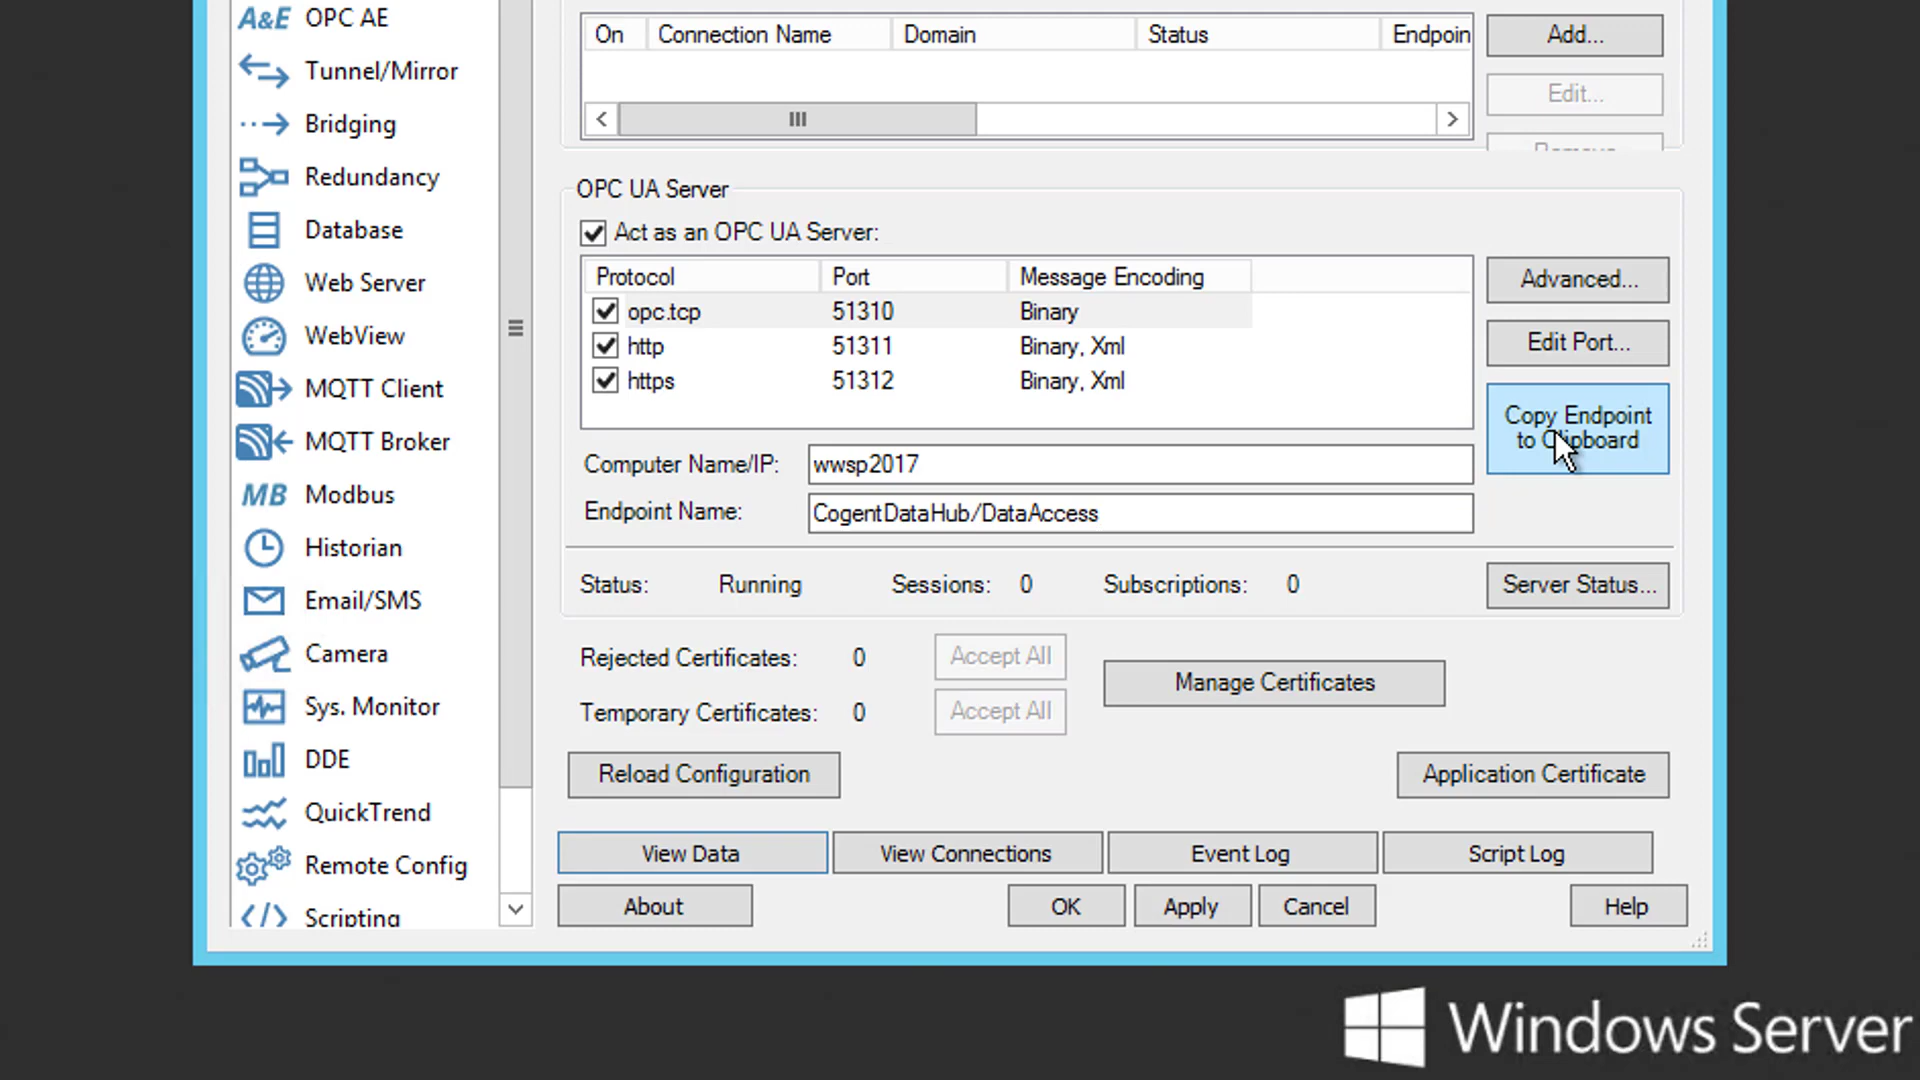 A&E OPC AE
Tunnel/Mirror
Bridging
Redundancy
Database
Web Server
WebView
MQTT Client
MQTT Broker
MB Modbus
Historian
Email/SMS
Camera
Sys. Monitor
DDE
QuickTrend
Remote Config
Scripting
On Connection Name Domain Status Endpoin
Add...
Edit...
Remove
OPC UA Server
Act as an OPC UA Server:
Protocol Port Message Encoding
opc.tcp 51310 Binary
http 51311 Binary, Xml
https 51312 Binary, Xml
Advanced...
Edit Port...
Copy Endpoint
to Clipboard
Computer Name/IP: wwsp2017
Endpoint Name: CogentDataHub/DataAccess
Status: Running Sessions: 0 Subscriptions: 0 Server Status...
Rejected Certificates: 0 Accept All
Manage Certificates
Temporary Certificates: 0 Accept All
Reload Configuration Application Certificate
View Data View Connections Event Log Script Log
About OK Apply Cancel Help
Windows Server